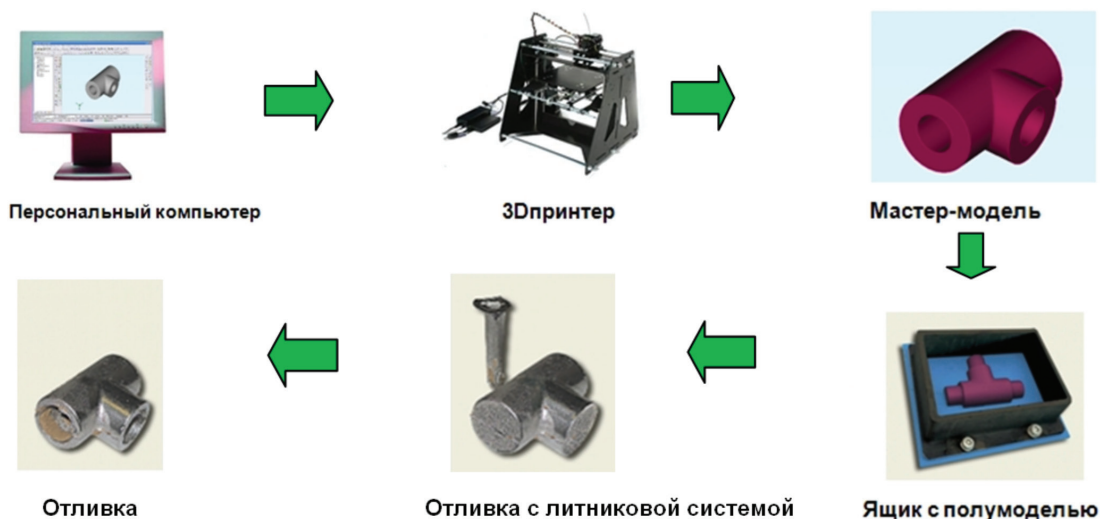 Персональный компьютер
3Dпринтер
Мастер-модель
Отливка
Отливка с литниковой системой
Ящик с полумоделью